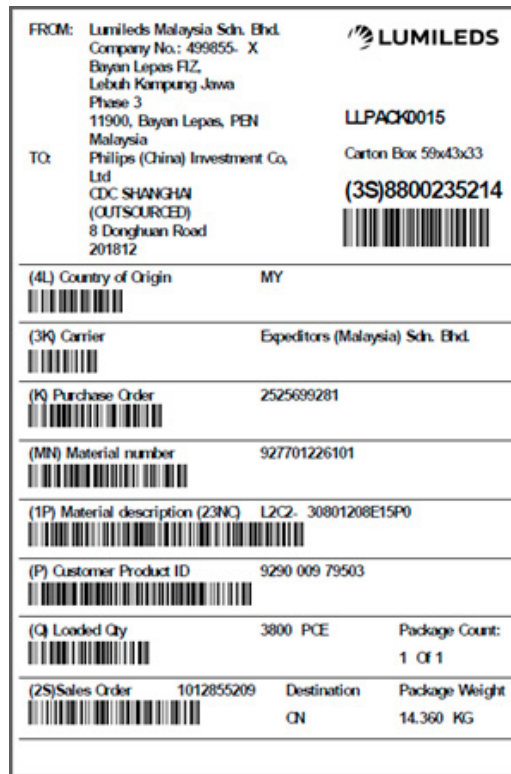 FROM: Lumileds Malaysia Sdn. Bhd.
Company No.: 499855- X
Bayan Lepas FIZ,
Lebuh Kampung Jawa
Phase 3
11900, Bayan Lepas, PEN
Malaysia
TO: Philips (China) Investment Co,
Ltd
CDC SHANGHAI
(OUTSOURCED)
8 Donghuan Road
201812
LUMILEDS
LLPACK0015
Carton Box 59x43x33
(3S)8800235214
(4L) Country of Origin MY
(3K) Carrier Expeditors (Malaysia) Sdn. Bhd.
(K) Purchase Order 2525699281
(MN) Material number 927701226101
(1P) Material description (23NC) L2C2- 30801208E15P0
(P) Customer Product ID 9290 009 79503
(Q) Loaded Qty 3800 PCE Package Count:
1 Of 1
(2S)Sales Order 1012855209 Destination Package Weight
CN 14.360 KG